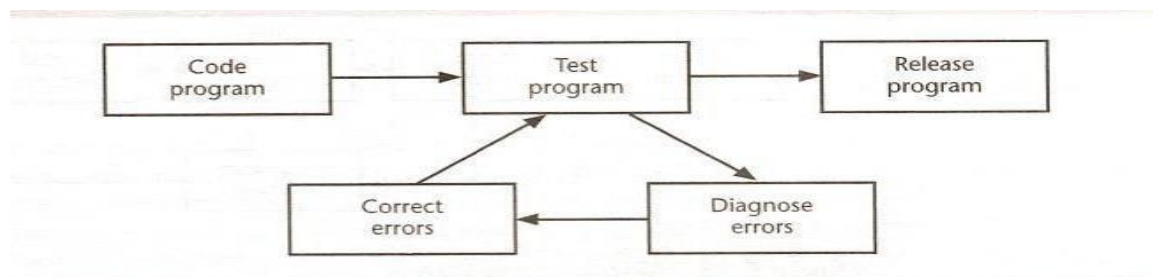 Code
program
Test
program
Release
program
Correct
errors
Diagnose
errors